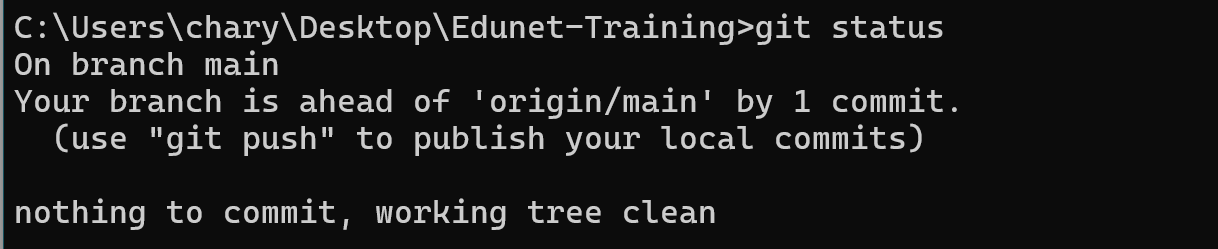 C:\Users\chary\Desktop\Edunet-Training>git status
On branch main
Your branch is ahead of 'origin/main' by 1 commit.
  (use "git push" to publish your local commits)

nothing to commit, working tree clean